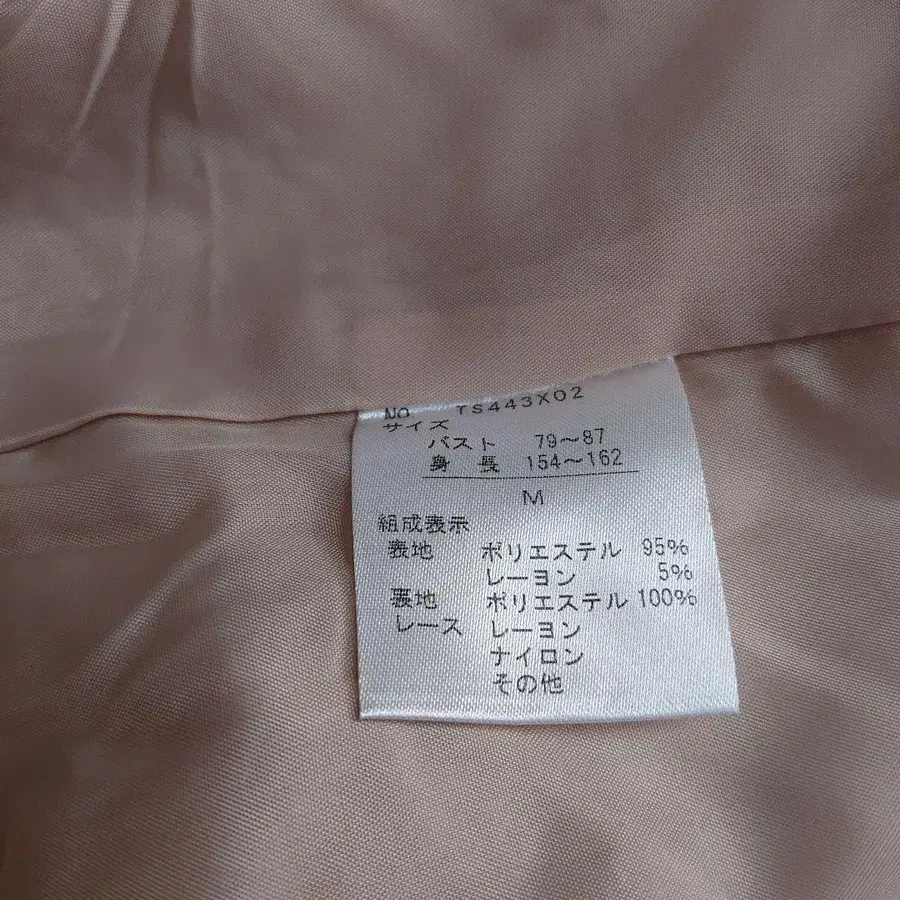 No TS443X02
サイズ
バスト 79〜87
身長 154〜162
M
組成表示
表地 ポリエステル 95%
レーヨン 5%
裏地 ポリエステル 100%
レース レーヨン
ナイロン
その他